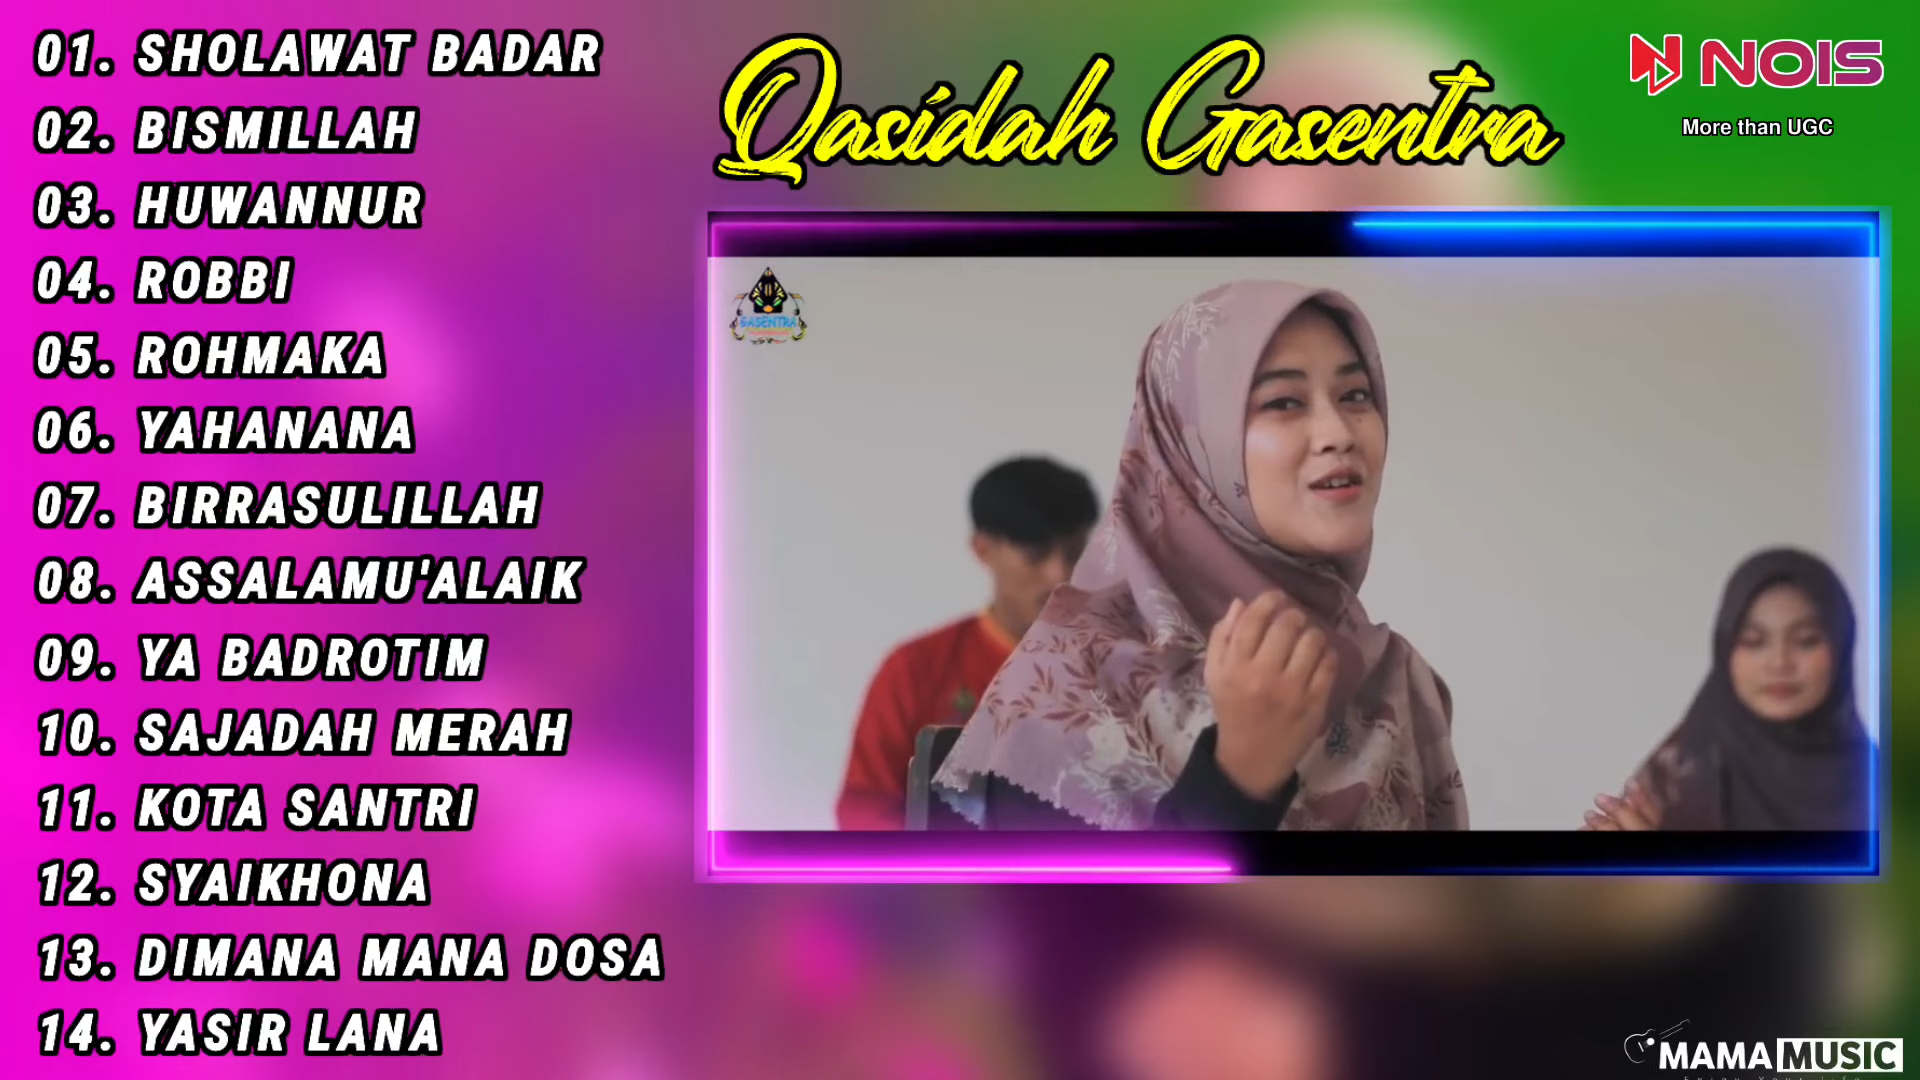 01. SHOLAWAT BADAR
02. BISMILLAH
03. HUWANNUR
04. ROBBI
05. ROHMAKA
06. YAHANANA
07. BIRRASULILLAH
08. ASSALAMU'ALAIK
09. YA BADROTIM
10. SAJADAH MERAH
11. KOTA SANTRI
12. SYAIKHONA
13. DIMANA MANA DOSA
14. YASIR LANA
Qasidah Gasentra
NOIS
More than UGC
GASENTRA
MAMA MUSIC